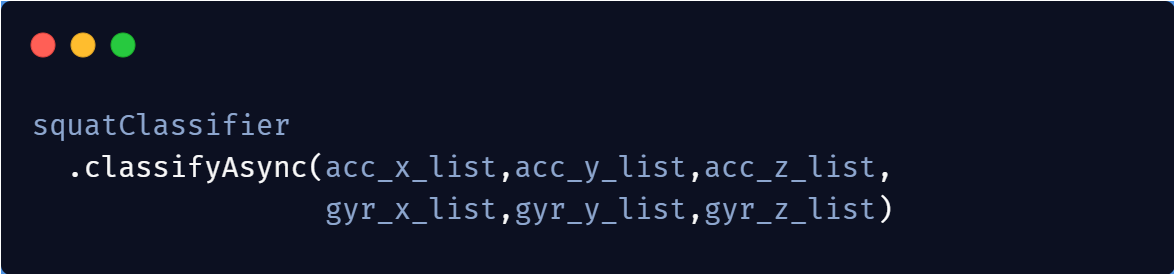 squatClassifier
.classifyAsync(acc_x_list,acc_y_list,acc_z_list,
gyr_x_list,gyr_y_list,gyr_z_list)